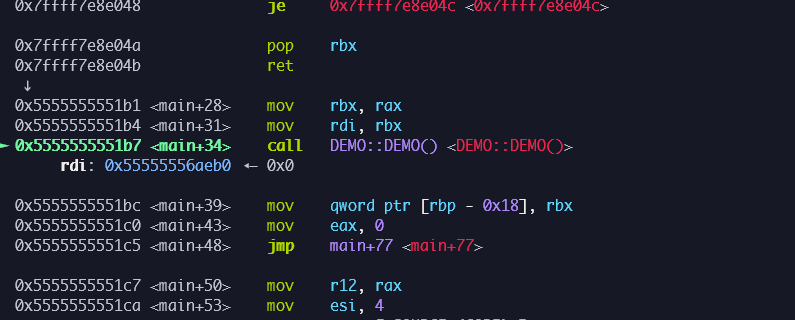 0x7ffff7e8e048 je 0x7ffff7e8e04c <0x7ffff7e8e04c>
0x7ffff7e8e04a pop rbx
0x7ffff7e8e04b ret
↓
0x5555555551b1 <main+28> mov rbx, rax
0x5555555551b4 <main+31> mov rdi, rbx
► 0x5555555551b7 <main+34> call DEMO::DEMO() <DEMO::DEMO()>
rdi: 0x55555556aeb0 ← 0x0
0x5555555551bc <main+39> mov qword ptr [rbp - 0x18], rbx
0x5555555551c0 <main+43> mov eax, 0
0x5555555551c5 <main+48> jmp main+77 <main+77>
0x5555555551c7 <main+50> mov r12, rax
0x5555555551ca <main+53> mov esi, 4